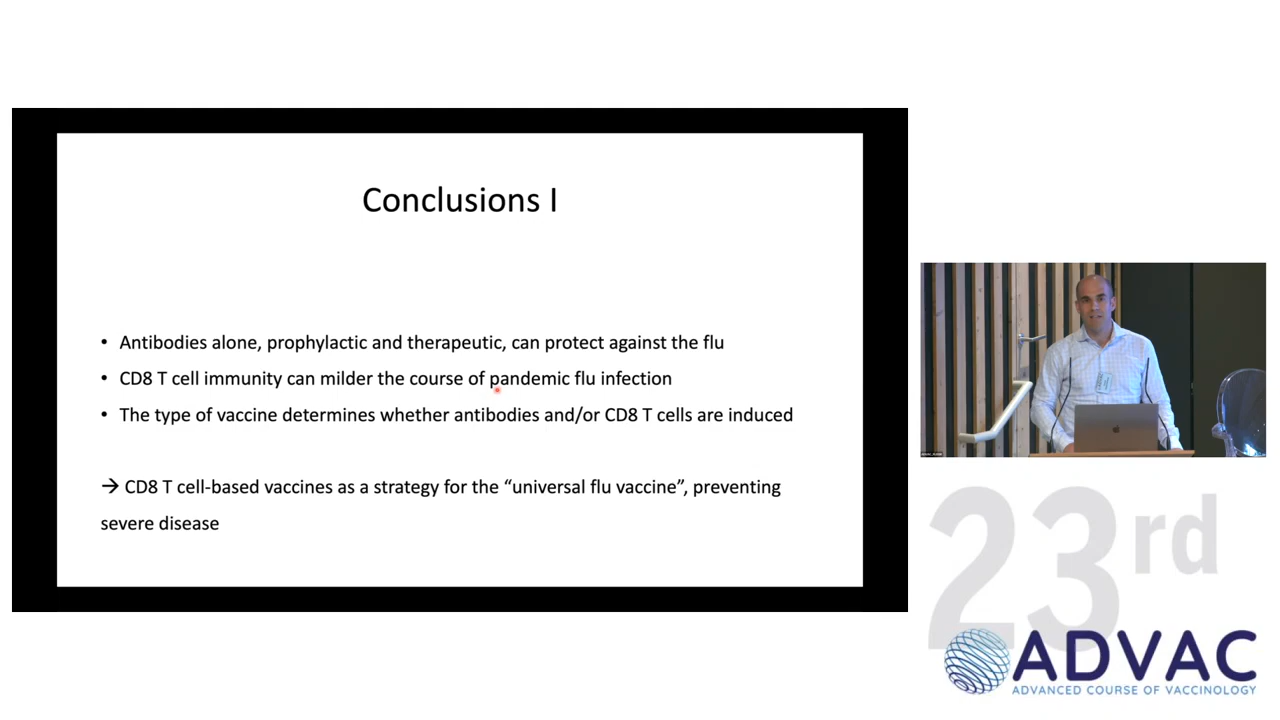 Conclusions I
• Antibodies alone, prophylactic and therapeutic, can protect against the flu
• CD8 T cell immunity can milder the course of pandemic flu infection
• The type of vaccine determines whether antibodies and/or CD8 T cells are induced
→ CD8 T cell-based vaccines as a strategy for the “universal flu vaccine”, preventing
severe disease
23rd
ADVAC
ADVANCED COURSE OF VACCINOLOGY